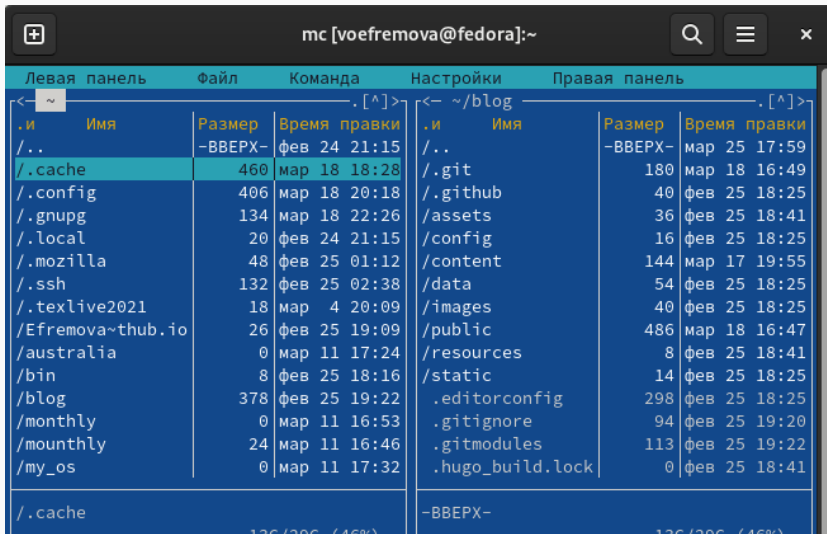 mc [voefremova@fedora]:~
Левая панель Файл Команда Настройки Правая панель
<— ~ .[^]> <— ~/blog .[^]>
.и Имя Размер Время правки .и Имя Размер Время правки
/.. -ВВЕРХ- фев 24 21:15 /.. -ВВЕРХ- мар 25 17:59
/.cache 460 мар 18 18:28 /.git 180 мар 18 16:49
/.config 406 мар 18 20:18 /.github 40 фев 25 18:25
/.gnupg 134 мар 18 22:26 /assets 36 фев 25 18:41
/.local 20 фев 24 21:15 /config 16 фев 25 18:25
/.mozilla 48 фев 25 01:12 /content 144 мар 17 19:55
/.ssh 132 фев 25 02:38 /data 54 фев 25 18:25
/.texlive2021 18 мар 4 20:09 /images 40 фев 25 18:25
/Efremova~thub.io 26 фев 25 19:09 /public 486 мар 18 16:47
/australia 0 мар 11 17:24 /resources 8 фев 25 18:41
/bin 8 фев 25 18:16 /static 14 фев 25 18:25
/blog 378 фев 25 19:22 .editorconfig 298 фев 25 18:25
/monthly 0 мар 11 16:53 .gitignore 94 фев 25 19:20
/mounthly 24 мар 11 16:46 .gitmodules 113 фев 25 19:22
/my_os 0 мар 11 17:32 .hugo_build.lock 0 фев 25 18:41
/.cache -ВВЕРХ-